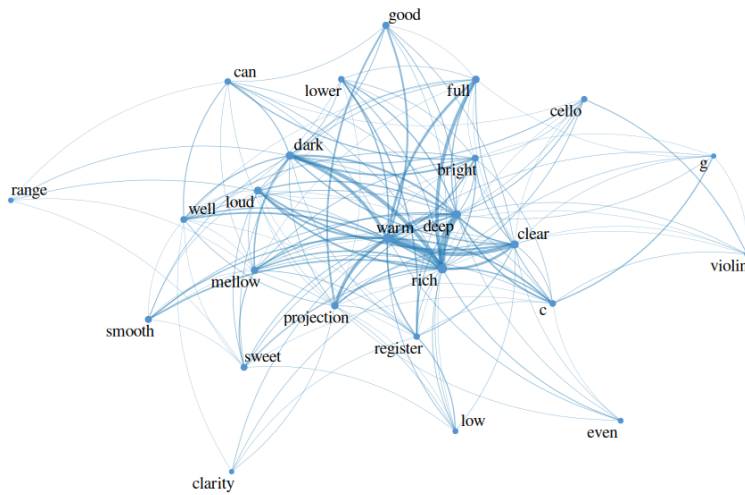 good
can
lower
full
cello
dark
bright
g
range
well
loud
warm
deep
clear
mellow
rich
violin
smooth
projection
c
sweet
register
low
even
clarity